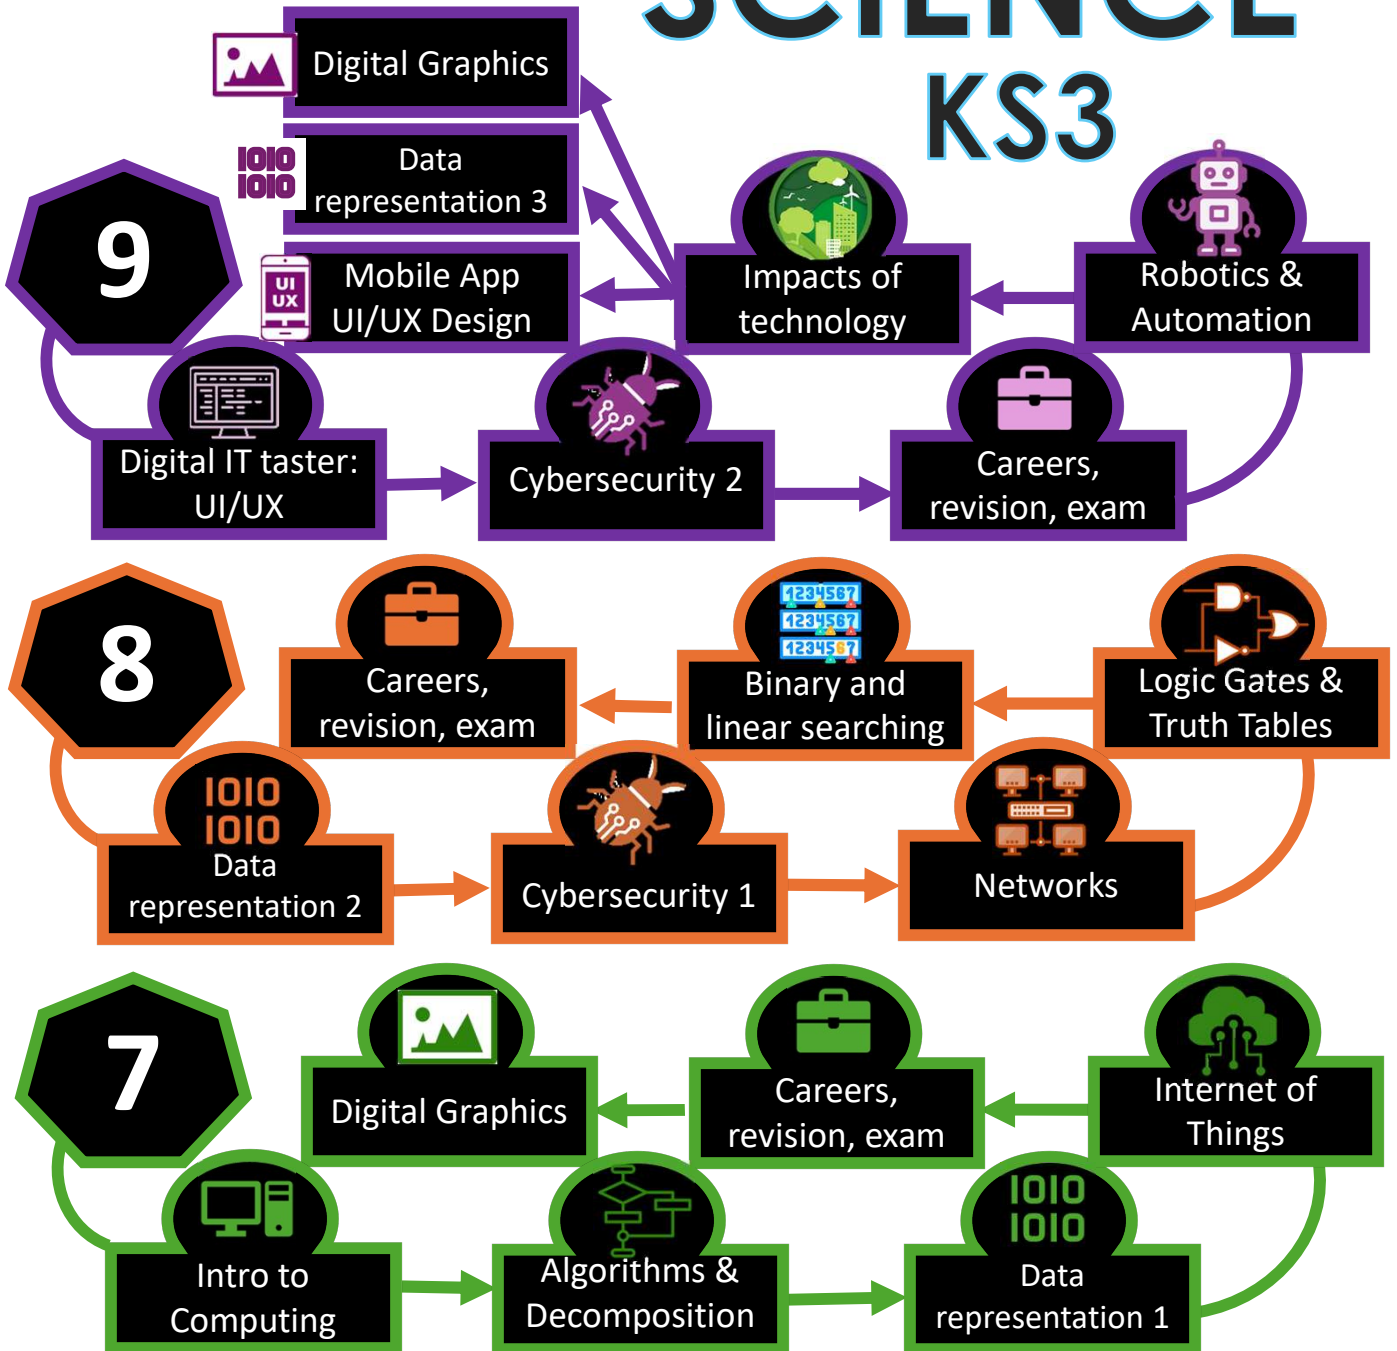 SCIENCE
KS3
9
Digital Graphics
1010
1010
Data
representation 3
UI
UX
Mobile App
UI/UX Design
Impacts of
technology
Robotics &
Automation
Digital IT taster:
UI/UX
Cybersecurity 2
Careers,
revision, exam
8
Careers,
revision, exam
1234567
1234567
1234567
Binary and
linear searching
Logic Gates &
Truth Tables
1010
1010
Data
representation 2
Cybersecurity 1
Networks
7
Digital Graphics
Careers,
revision, exam
Internet of
Things
Intro to
Computing
Algorithms &
Decomposition
1010
1010
Data
representation 1